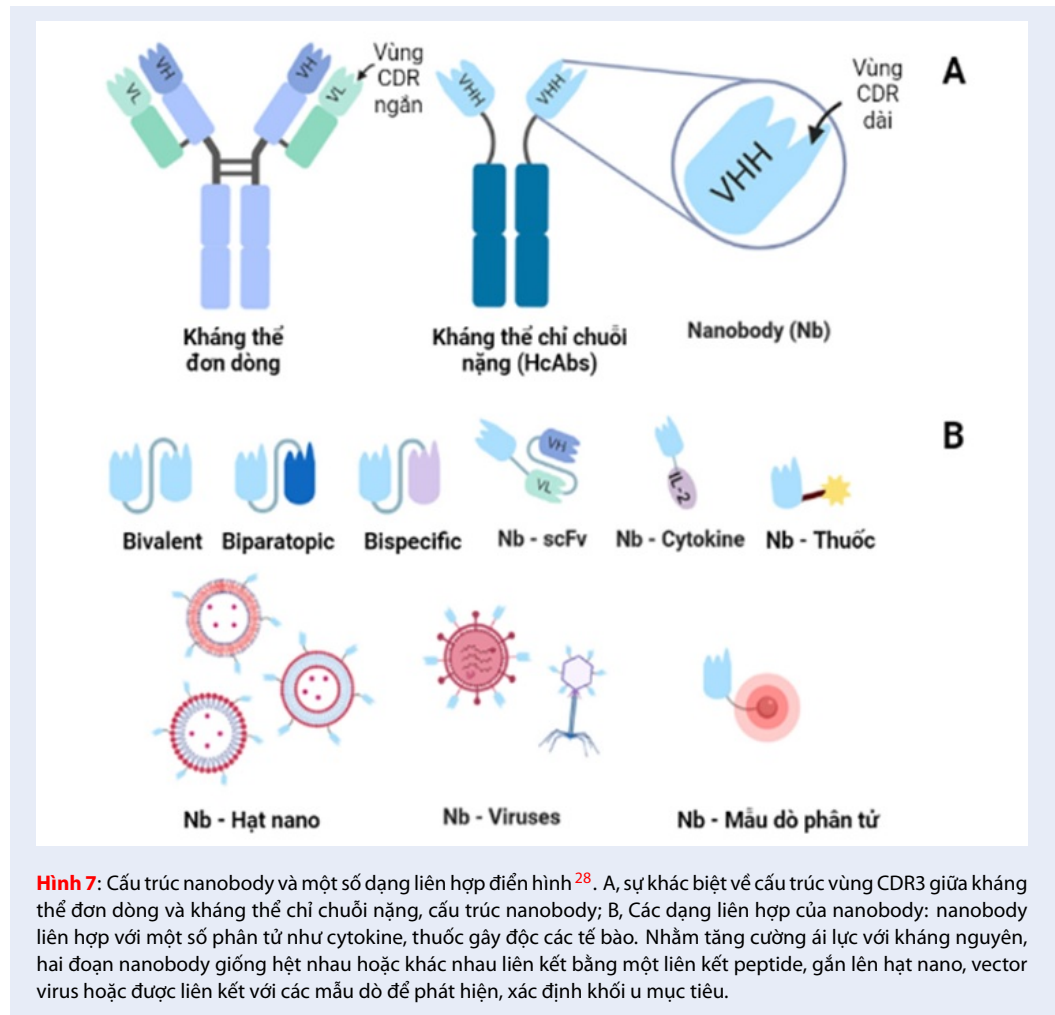 VH
VL
VH
VL
Vùng
CDR
ngắn
VHH
VHH
VHH
Vùng
CDR
dài
A
Kháng thể
đơn dòng
Kháng thể chỉ chuỗi
nặng (HcAbs)
Nanobody (Nb)
B
VH
VL
IL-2
Bivalent
Biparatopic
Bispecific
Nb - scFv
Nb - Cytokine
Nb - Thuốc
Nb - Hạt nano
Nb - Viruses
Nb - Mẫu dò phân tử
Hình 7: Cấu trúc nanobody và một số dạng liên hợp điển hình 28. A, sự khác biệt về cấu trúc vùng CDR3 giữa kháng
thể đơn dòng và kháng thể chỉ chuỗi nặng, cấu trúc nanobody; B, Các dạng liên hợp của nanobody: nanobody
liên hợp với một số phân tử như cytokine, thuốc gây độc các tế bào. Nhằm tăng cường ái lực với kháng nguyên,
hai đoạn nanobody giống hệt nhau hoặc khác nhau liên kết bằng một liên kết peptide, gắn lên hạt nano, vector
virus hoặc được liên kết với các mẫu dò để phát hiện, xác định khối u mục tiêu.